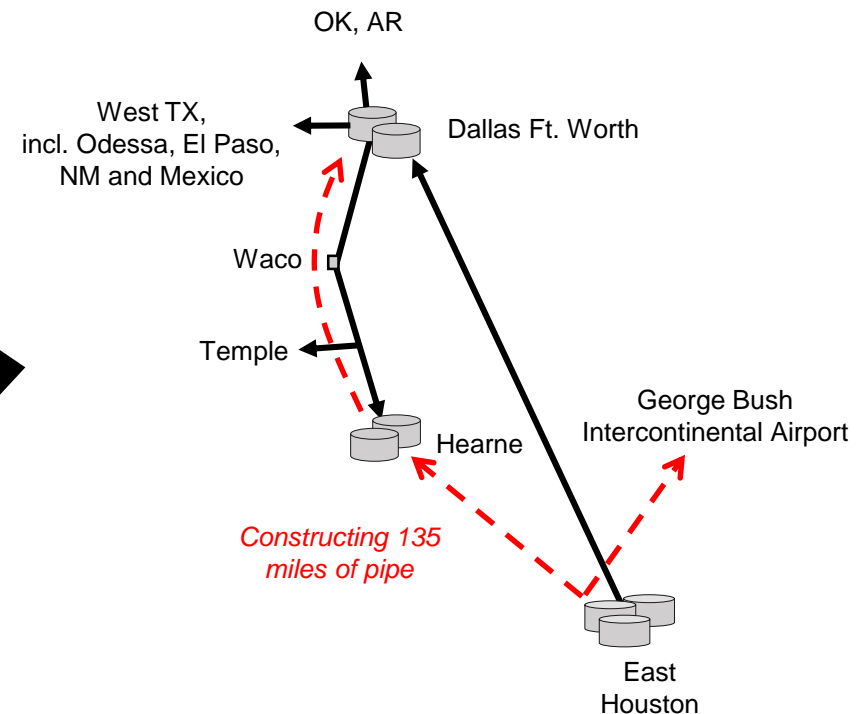 OK, AR
West TX,
incl. Odessa, El Paso,
NM and Mexico
Dallas Ft. Worth
Waco
Temple
George Bush
Intercontinental Airport
Hearne
Constructing 135
miles of pipe
East
Houston